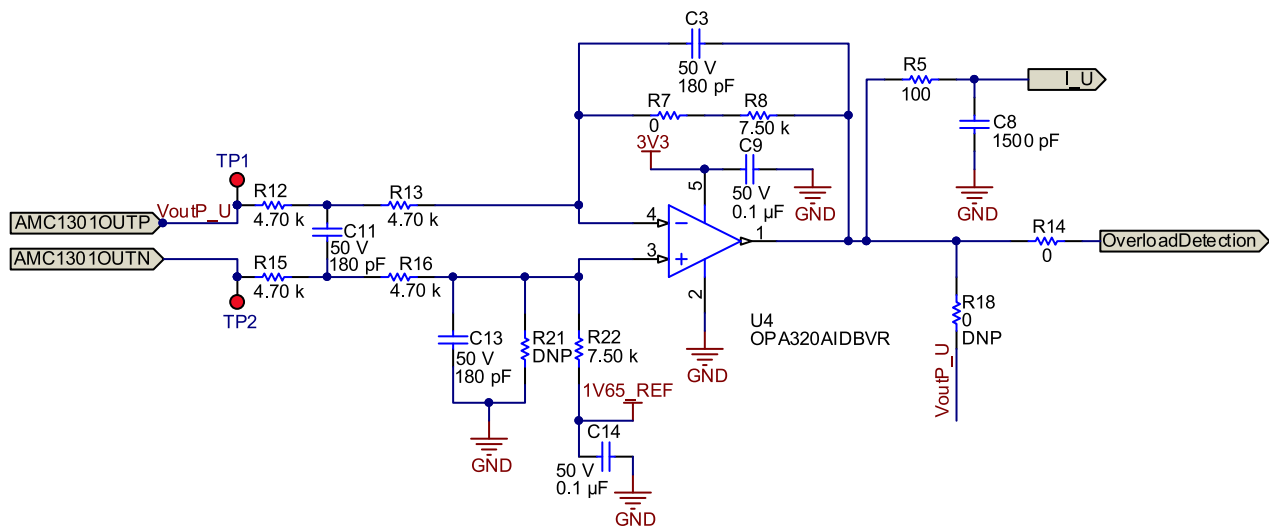 C3
50 V
180 pF
R5
100
I_U
R7
0
R8
7.50 k
C8
1500 pF
3V3
C9
50 V
0.1 µF
GND
GND
TP1
5
AMC1301OUTP
VoutP_U
R12
4.70 k
R13
4.70 k
4
C11
50 V
180 pF
3
1
R14
0
OverloadDetection
AMC1301OUTN
R15
4.70 k
R16
4.70 k
TP2
2
U4
OPA320AIDBVR
R18
0
DNP
C13
50 V
180 pF
R21
DNP
R22
7.50 k
GND
VoutP_U
1V65_REF
GND
C14
50 V
0.1 µF
GND